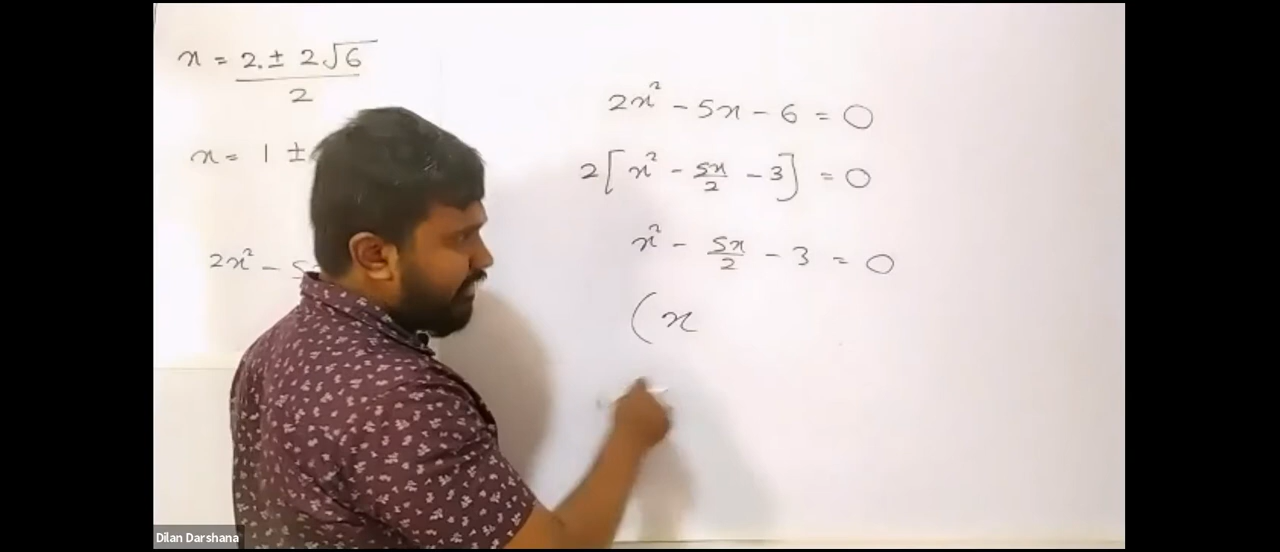 x = 2 ± 2√6 / 2
x = 1 ±
2x² - 5
2x² - 5x - 6 = 0
2[x² - 5x/2 - 3] = 0
x² - 5x/2 - 3 = 0
(x
Dilan Darshana